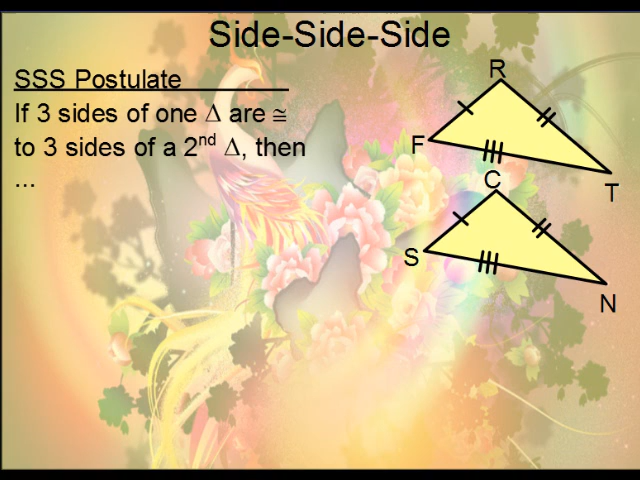 Side-Side-Side
SSS Postulate
If 3 sides of one Δ are ≅
to 3 sides of a 2nd Δ, then
...
R
F
T
C
S
N